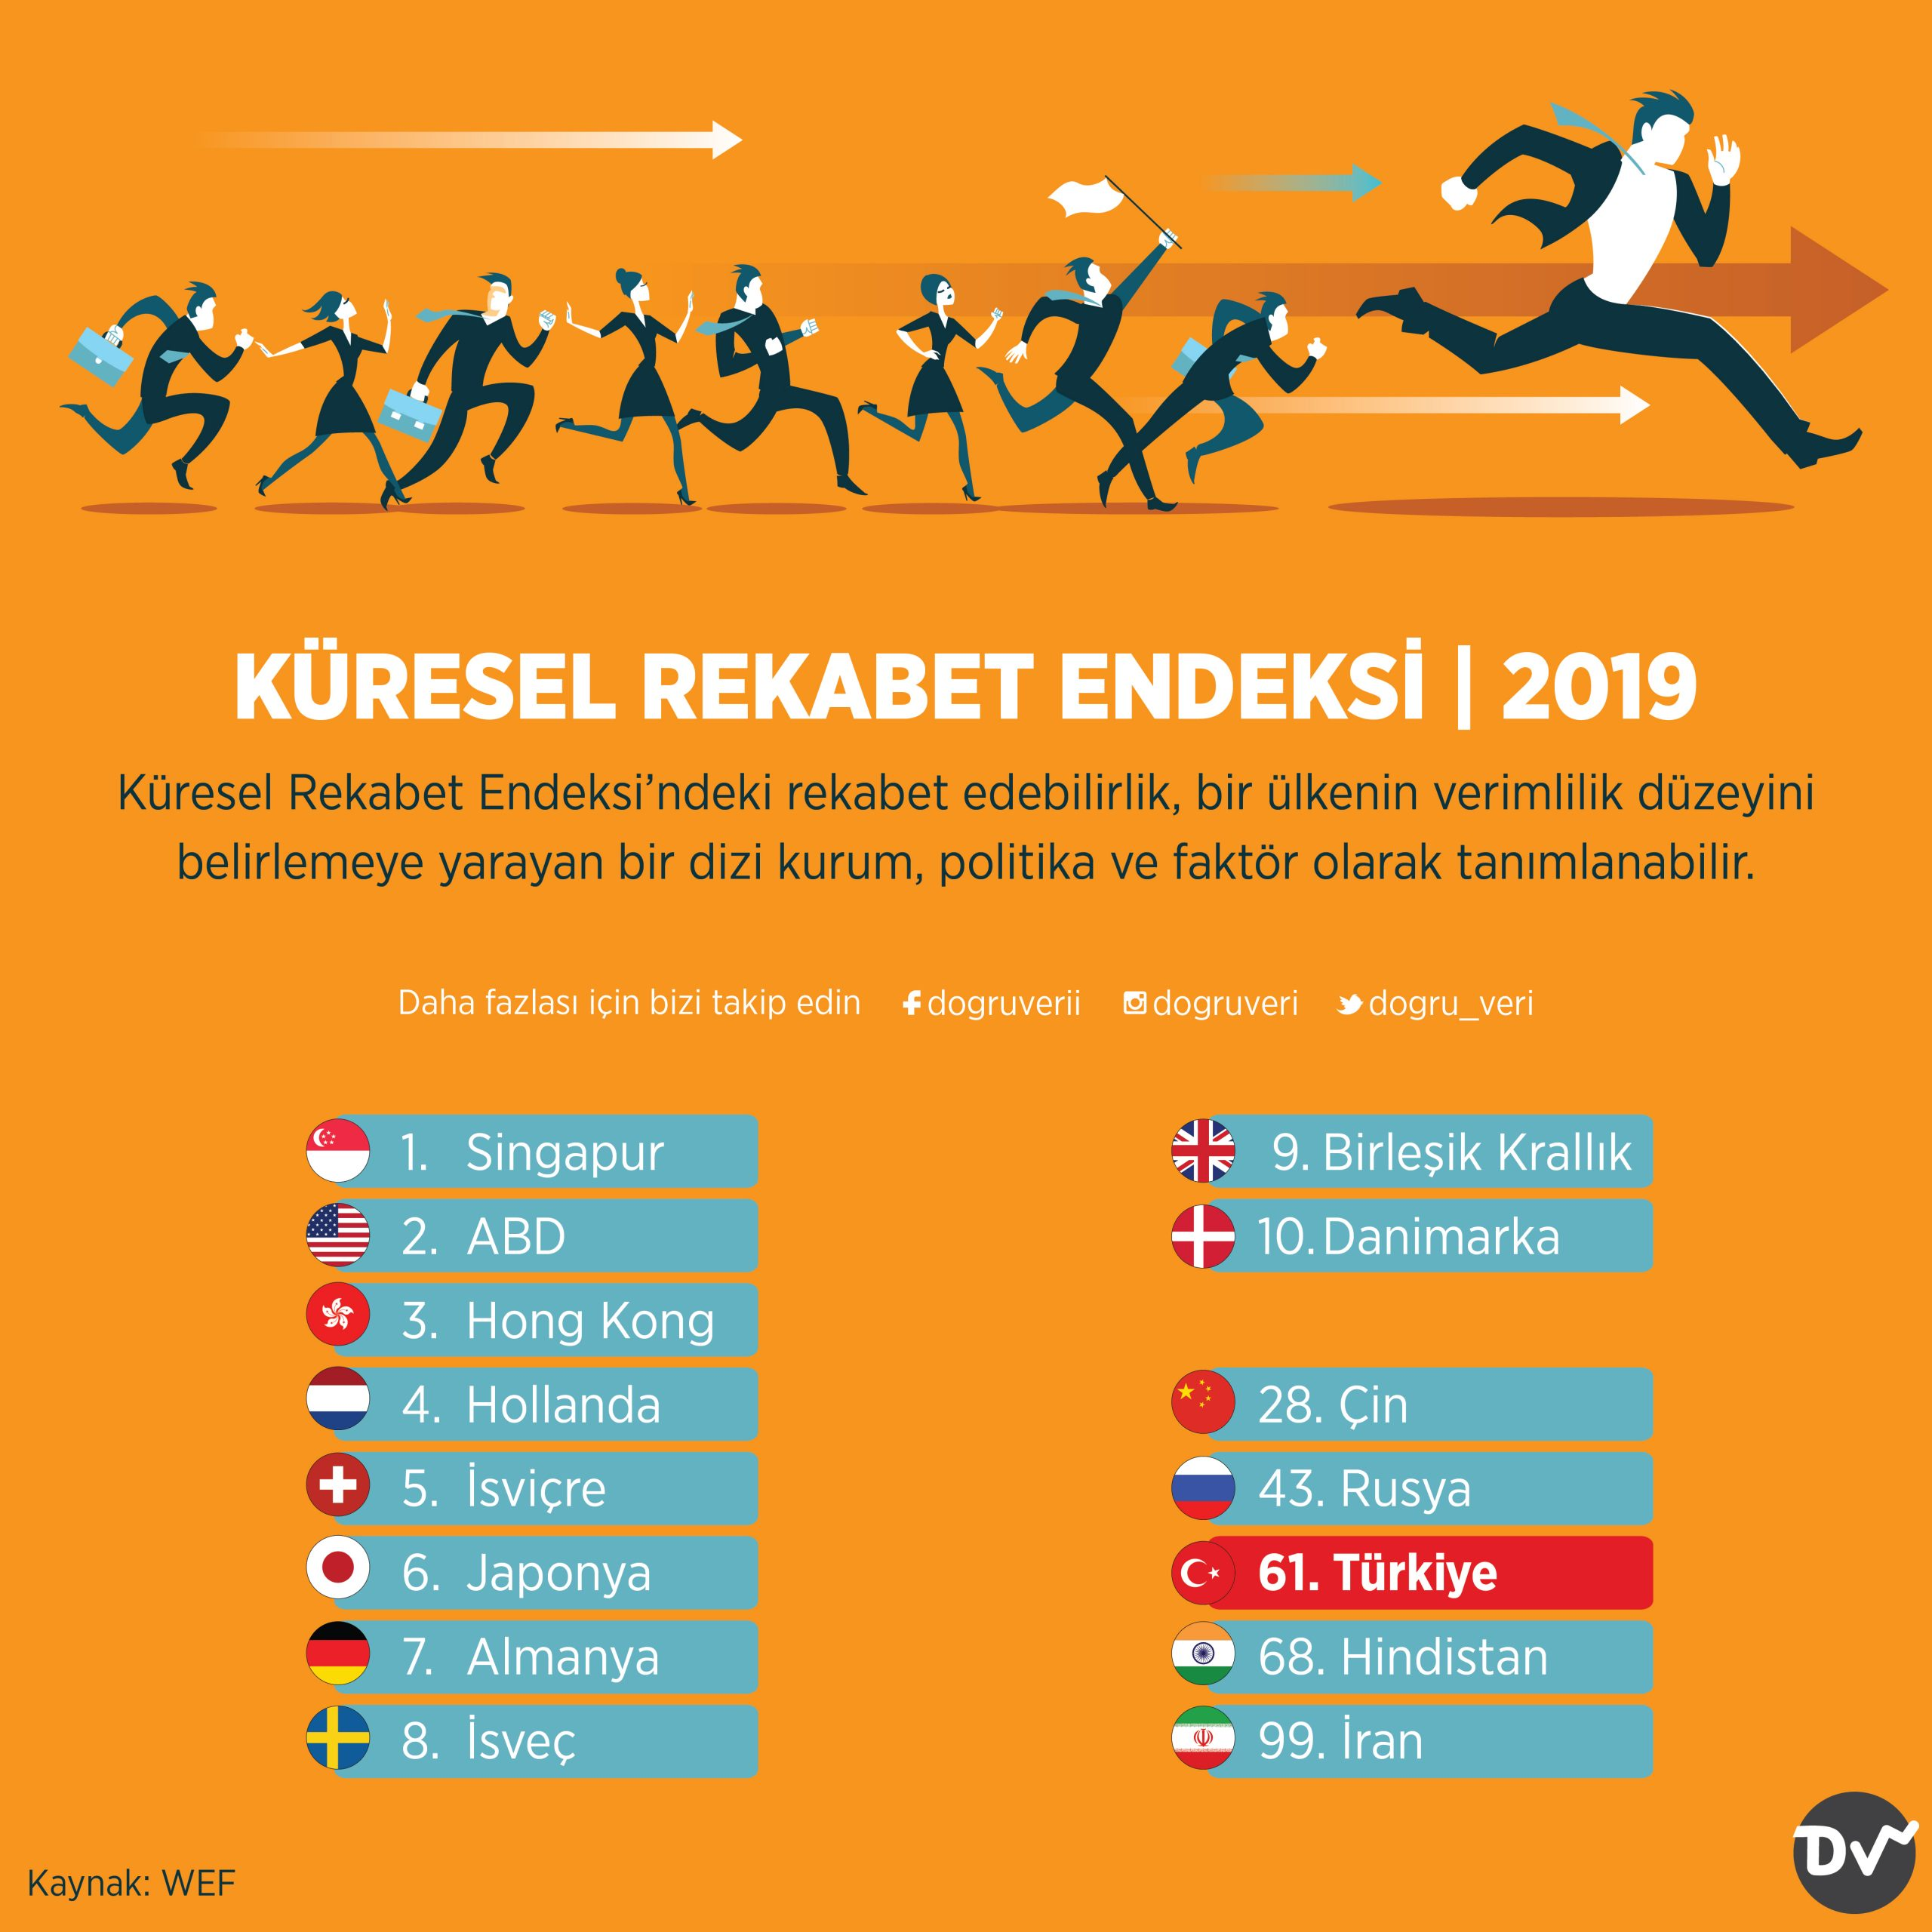 KÜRESEL REKABET ENDEKSİ | 2019
Küresel Rekabet Endeksi’ndeki rekabet edebilirlik, bir ülkenin verimlilik düzeyini
belirlemeye yarayan bir dizi kurum, politika ve faktör olarak tanımlanabilir.
Daha fazlası için bizi takip edin dogruverii dogruveri dogru_veri
1. Singapur
2. ABD
3. Hong Kong
4. Hollanda
5. İsviçre
6. Japonya
7. Almanya
8. İsveç
9. Birleşik Krallık
10. Danimarka
28. Çin
43. Rusya
61. Türkiye
68. Hindistan
99. İran
Kaynak: WEF
DV